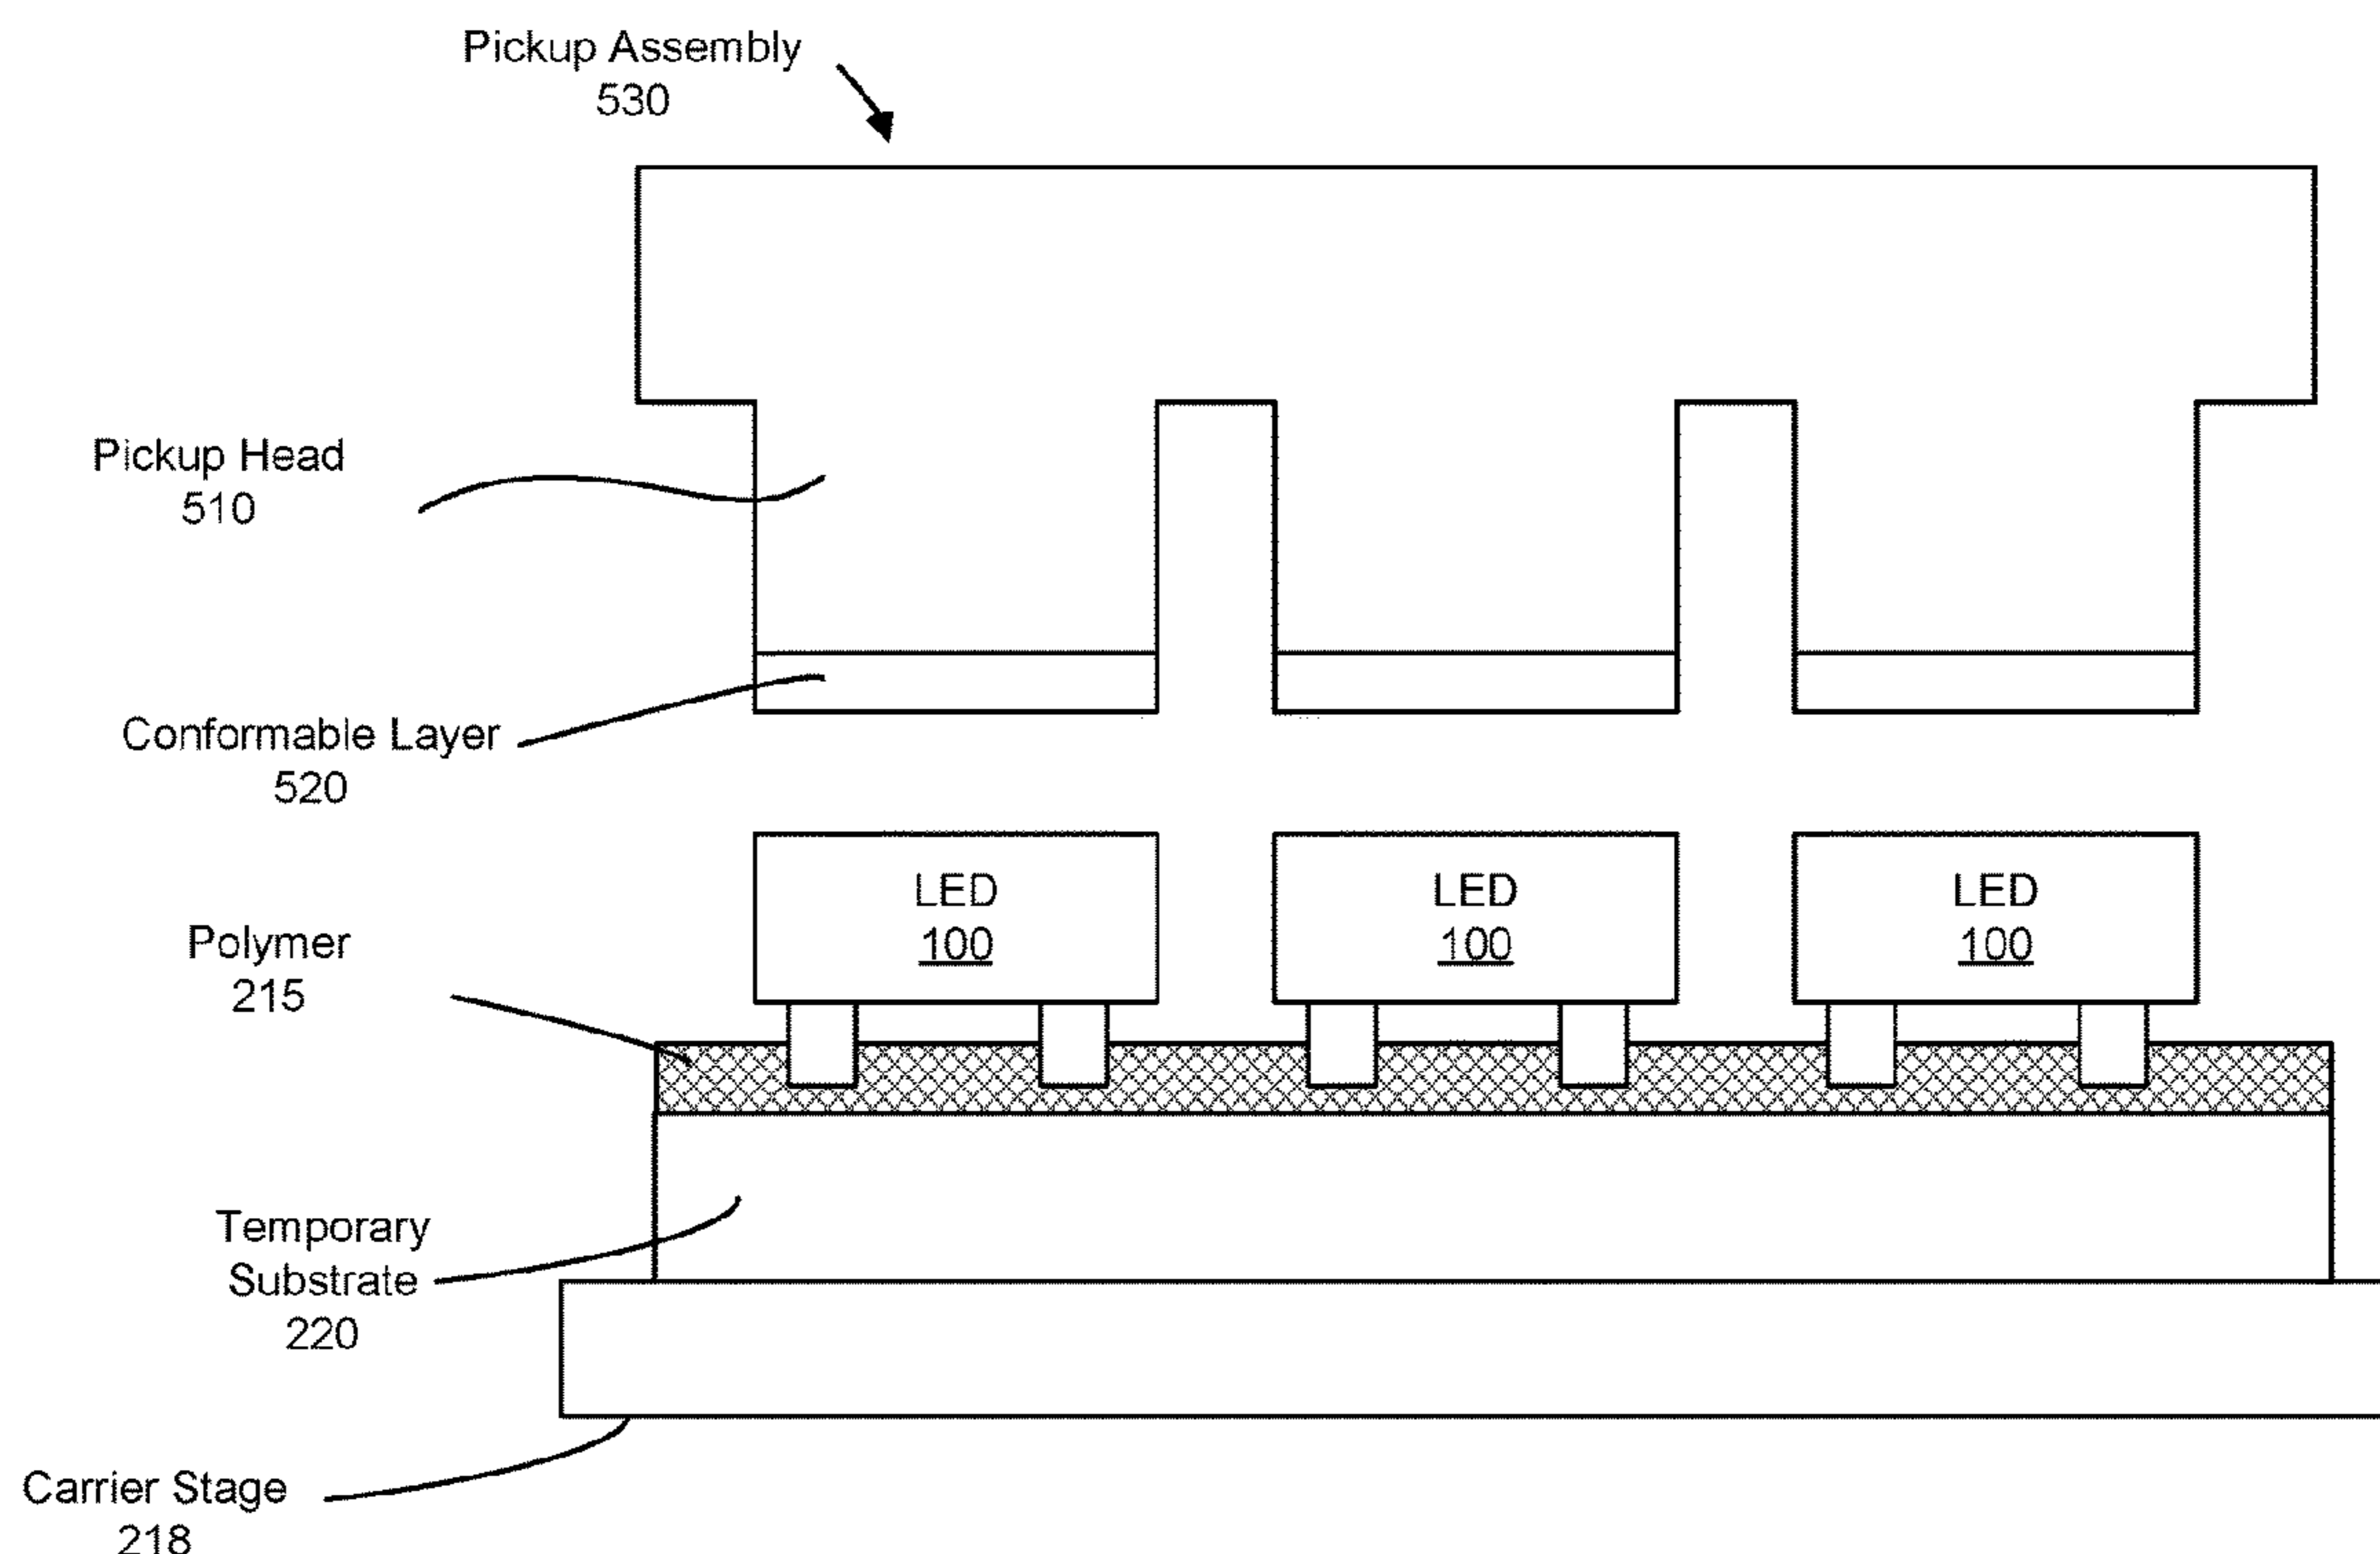 Pickup Assembly
530
Pickup Head
510
Conformable Layer
520
LED
100
LED
100
LED
100
Polymer
215
Temporary
Substrate
220
Carrier Stage
218